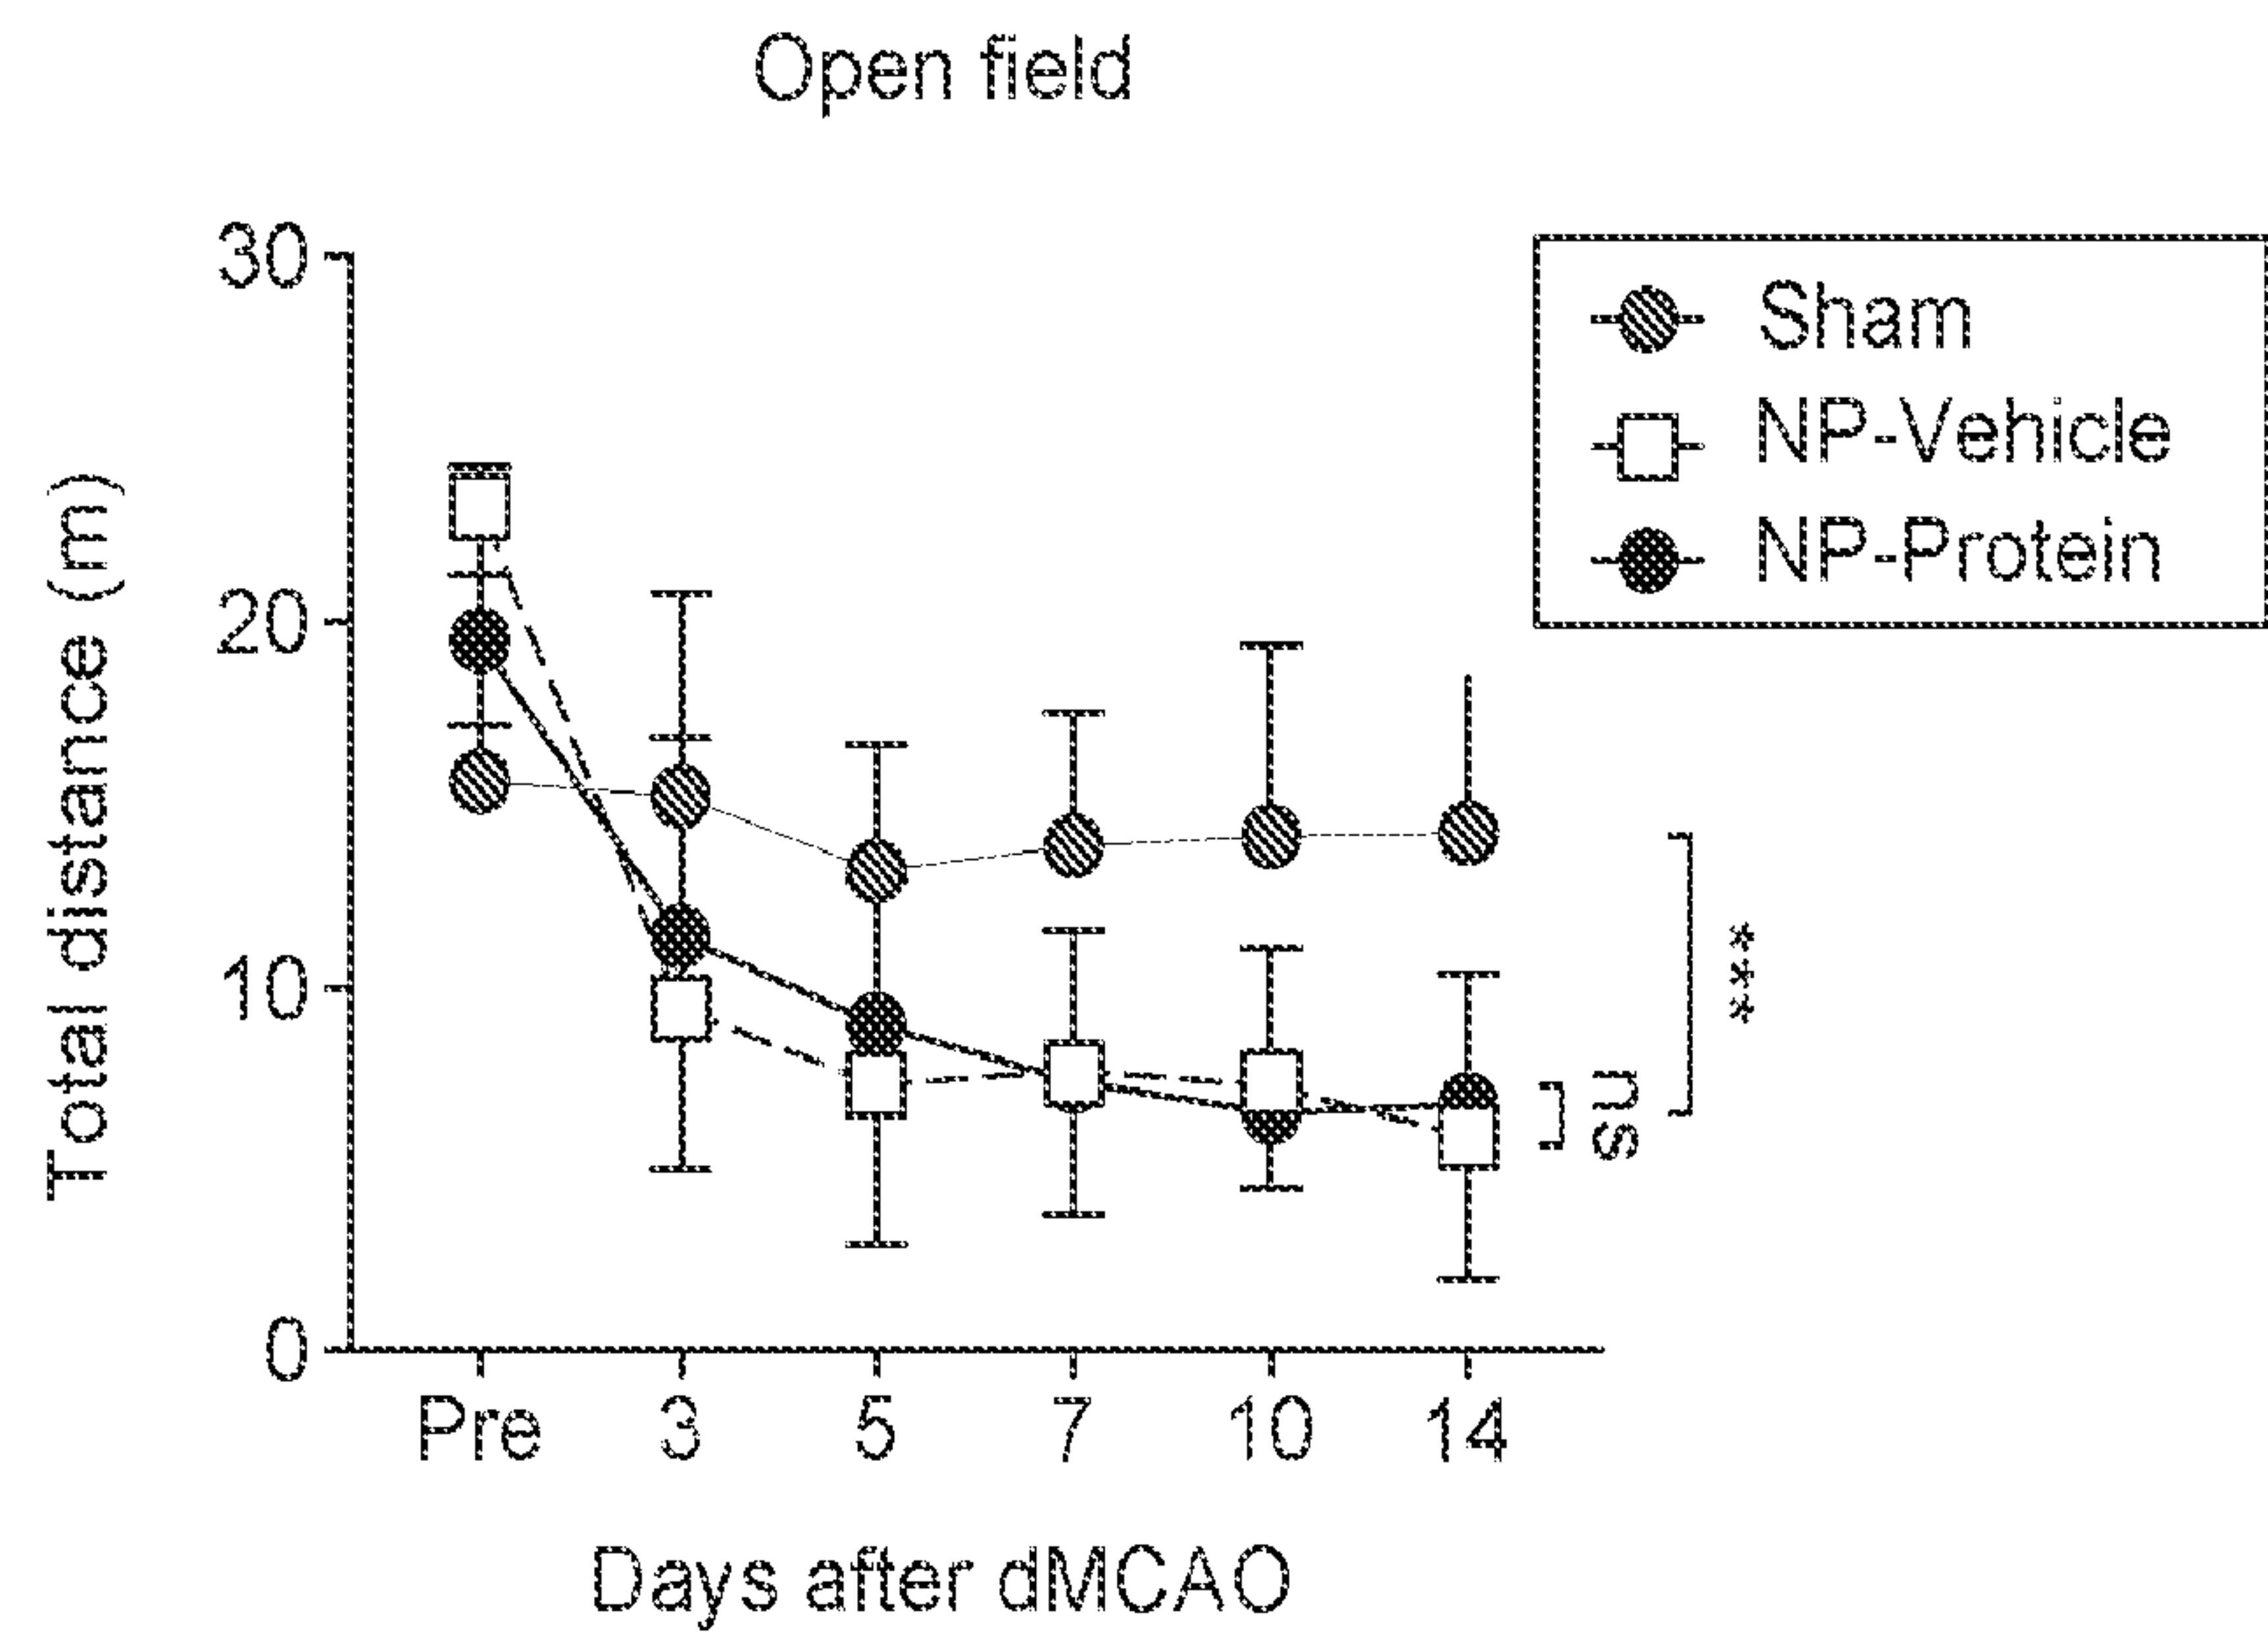 Open field
Total distance (m)
30
20
10
0
Pre 3 5 7 10 14
Days after dMCAO
Sham
NP-Vehicle
NP-Protein
ns
***